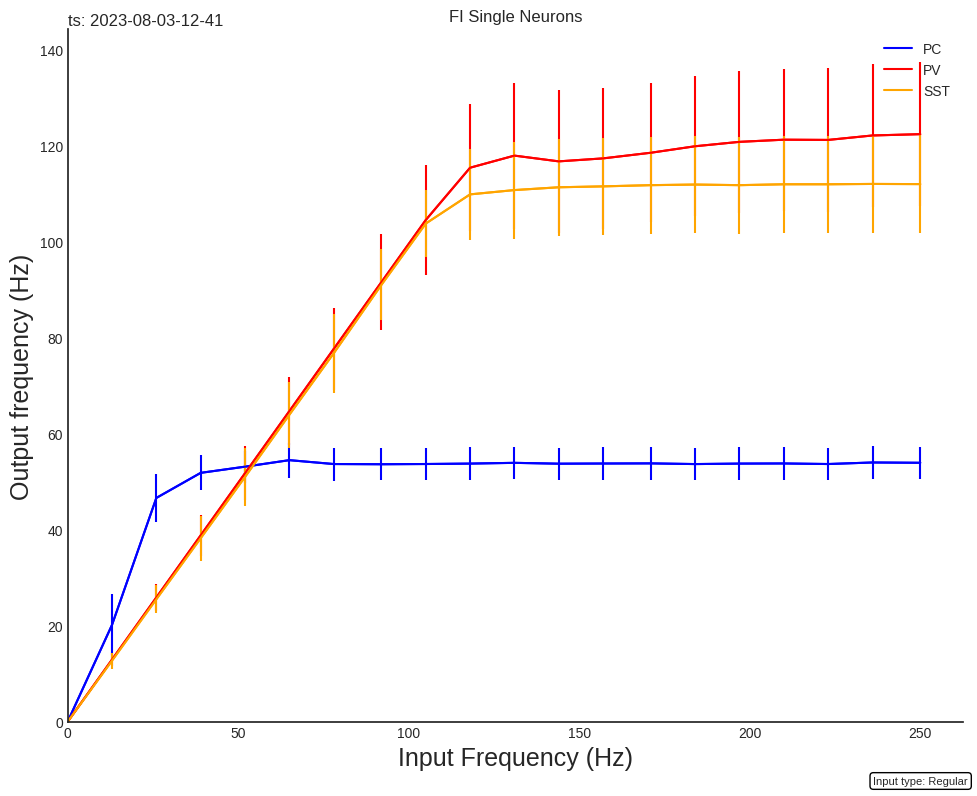 ts: 2023-08-03-12-41
FI Single Neurons
PC
PV
SST
Output frequency (Hz)
140
120
100
80
60
40
20
0
0 50 100 150 200 250
Input Frequency (Hz)
Input type: Regular